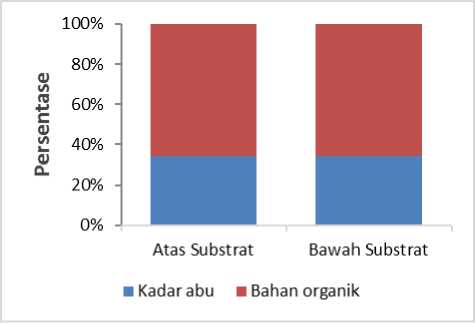 100%
80%
60%
40%
20%
0%
Persentase
Atas Substrat
Bawah Substrat
Kadar abu
Bahan organik